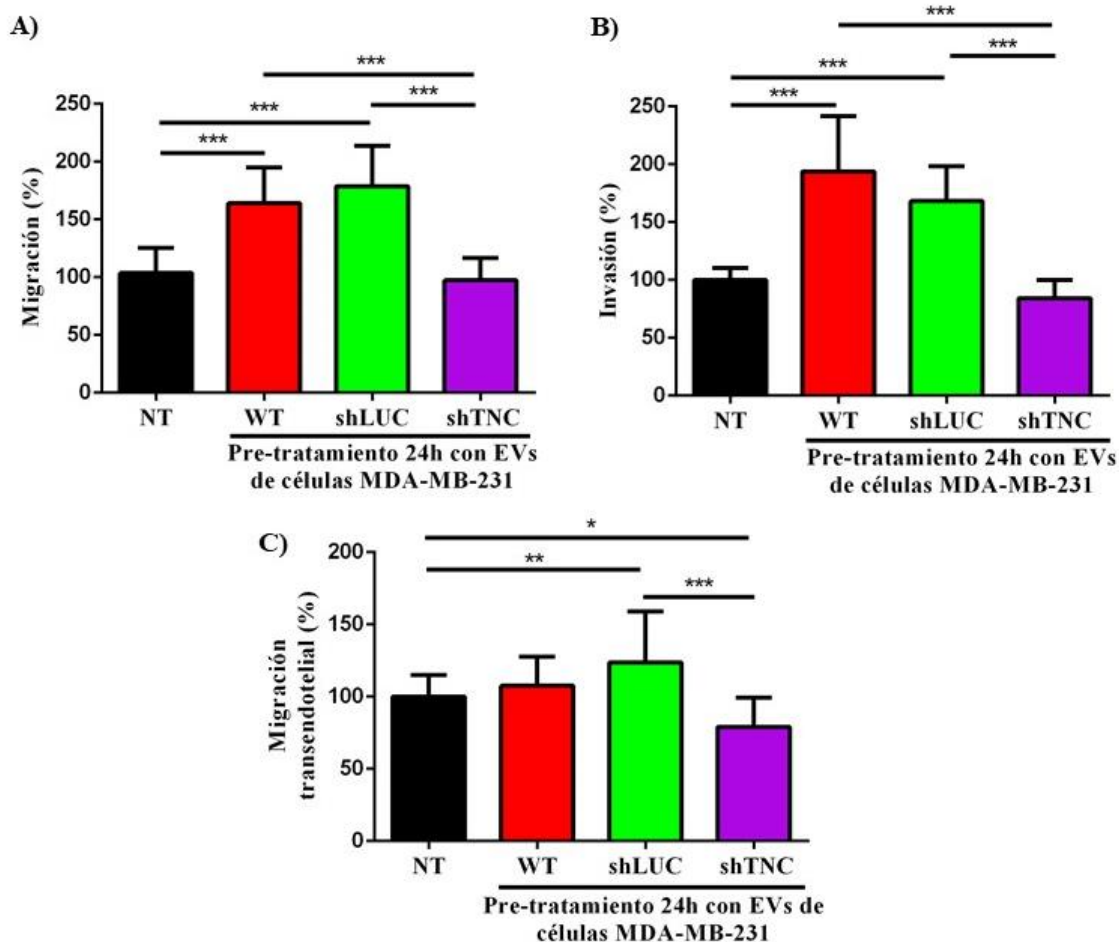 A)
***
***
***
***
250
200
150
100
50
0
Migración (%)
NT WT shLUC shTNC
Pre-tratamiento 24h con EVs
de células MDA-MB-231
B)
***
***
***
***
250
200
150
100
50
0
Invasión (%)
NT WT shLUC shTNC
Pre-tratamiento 24h con EVs
de células MDA-MB-231
C)
*
**
***
200
150
100
50
0
Migración
transendotelial (%)
NT WT shLUC shTNC
Pre-tratamiento 24h con EVs de
células MDA-MB-231